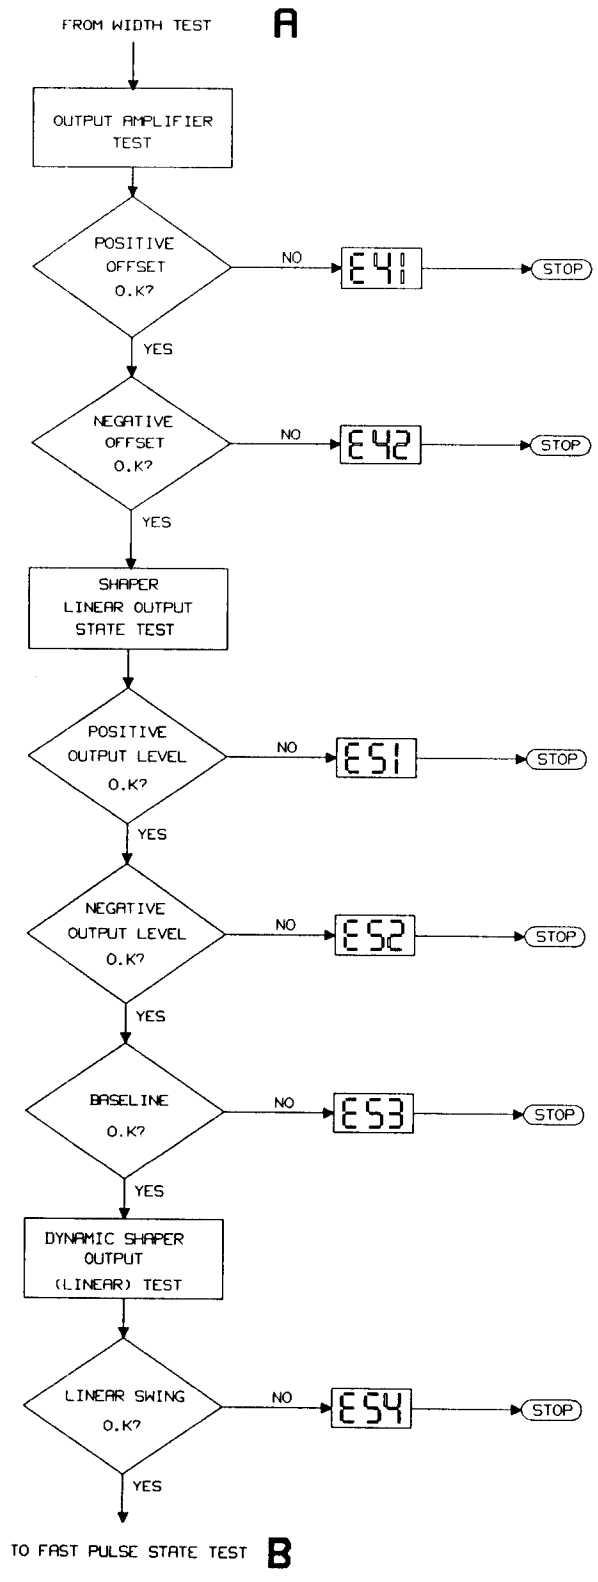 FROM WIDTH TEST A
OUTPUT AMPLIFIER
TEST
POSITIVE
OFFSET
O.K?
NO
E41
STOP
YES
NEGATIVE
OFFSET
O.K?
NO
E42
STOP
YES
SHAPER
LINEAR OUTPUT
STATE TEST
POSITIVE
OUTPUT LEVEL
O.K?
NO
E51
STOP
YES
NEGATIVE
OUTPUT LEVEL
O.K?
NO
E52
STOP
YES
BASELINE
O.K?
NO
E53
STOP
YES
DYNAMIC SHAPER
OUTPUT
(LINEAR) TEST
LINEAR SWING
O.K?
NO
E54
STOP
YES
TO FAST PULSE STATE TEST B